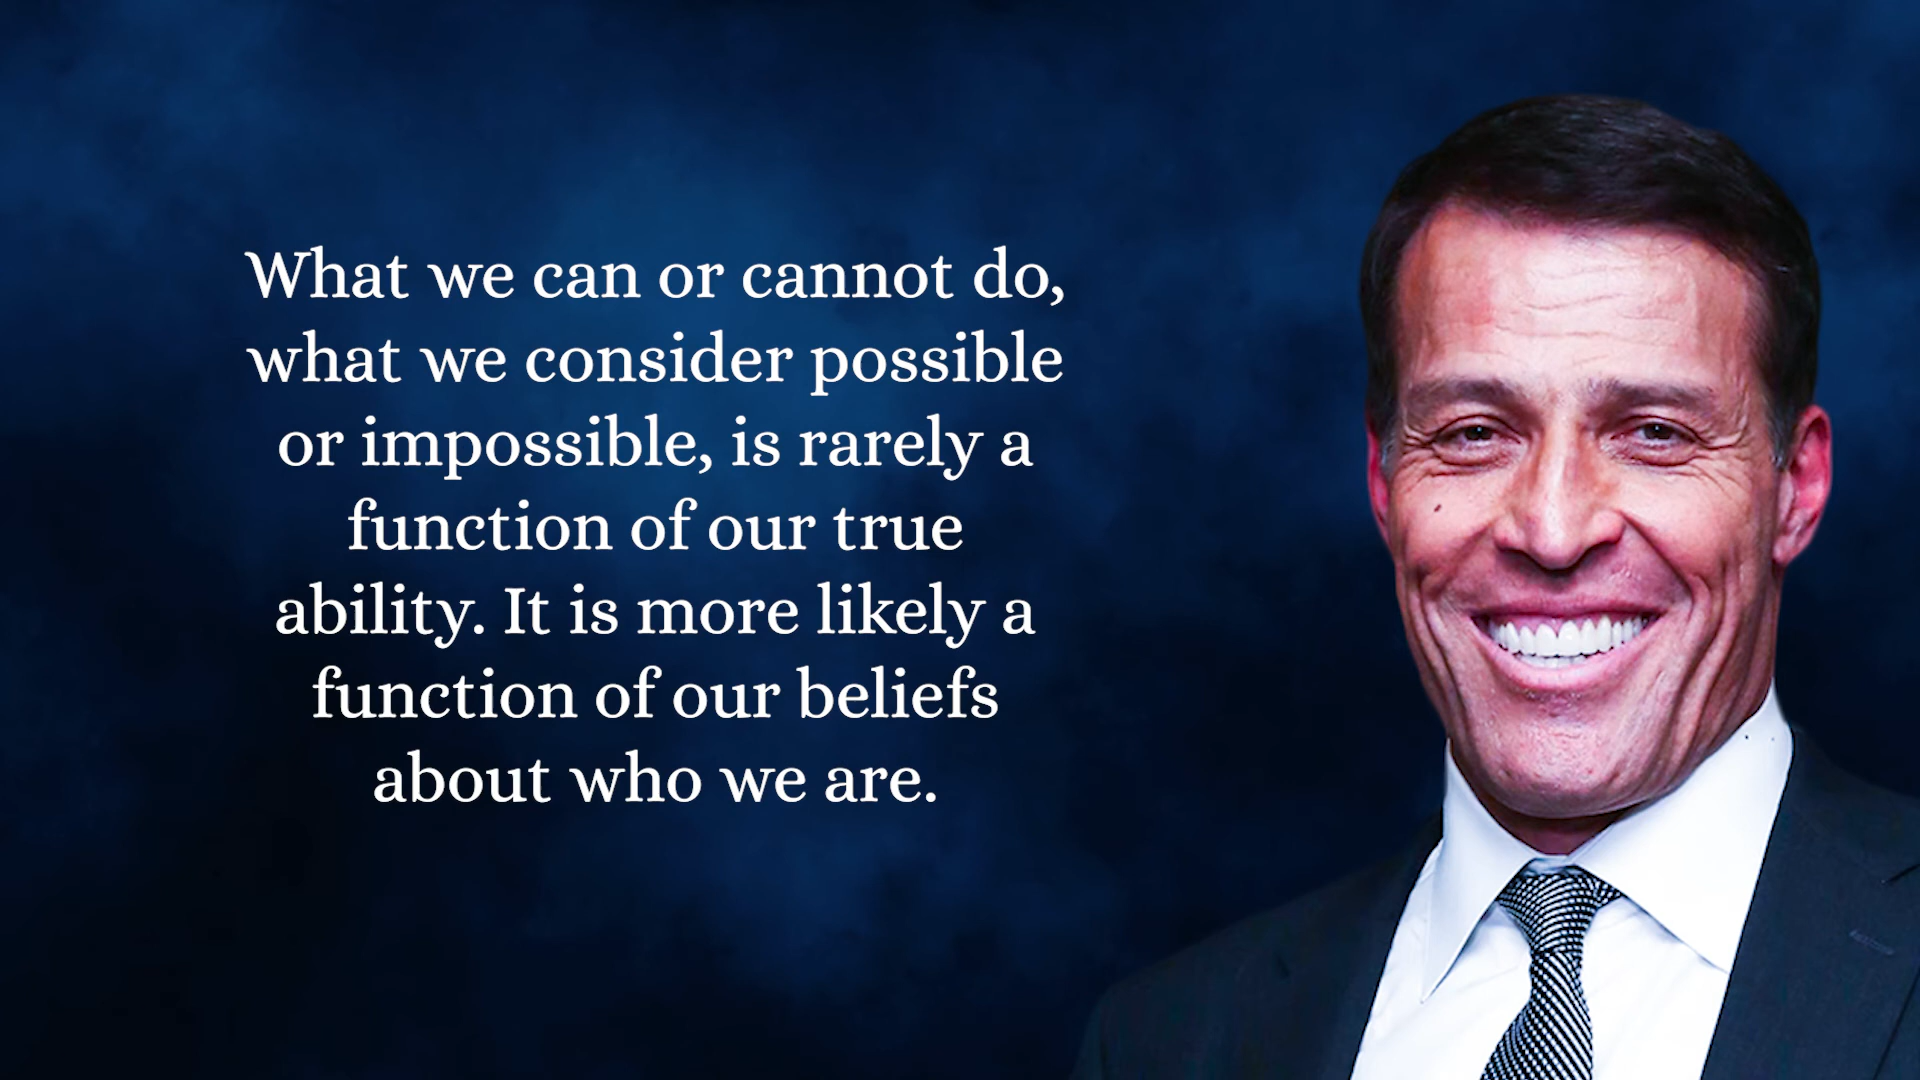 What we can or cannot do,
what we consider possible
or impossible, is rarely a
function of our true
ability. It is more likely a
function of our beliefs
about who we are.